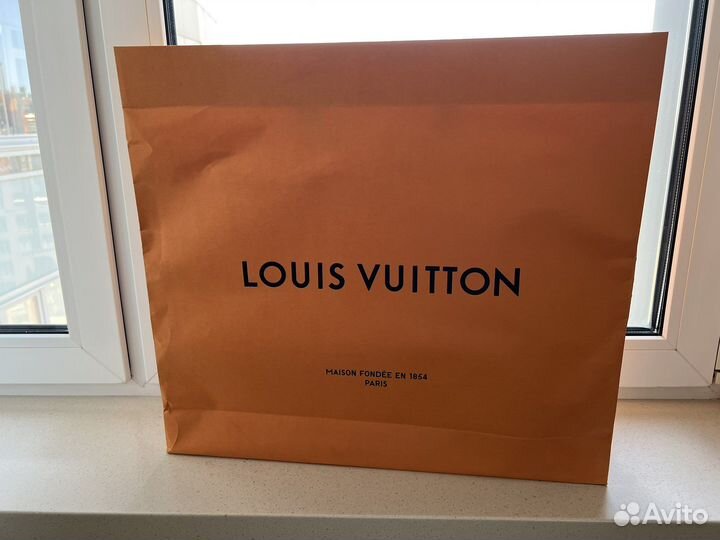 LOUIS VUITTON
MAISON FONDÉE EN 1854
PARIS
Avito